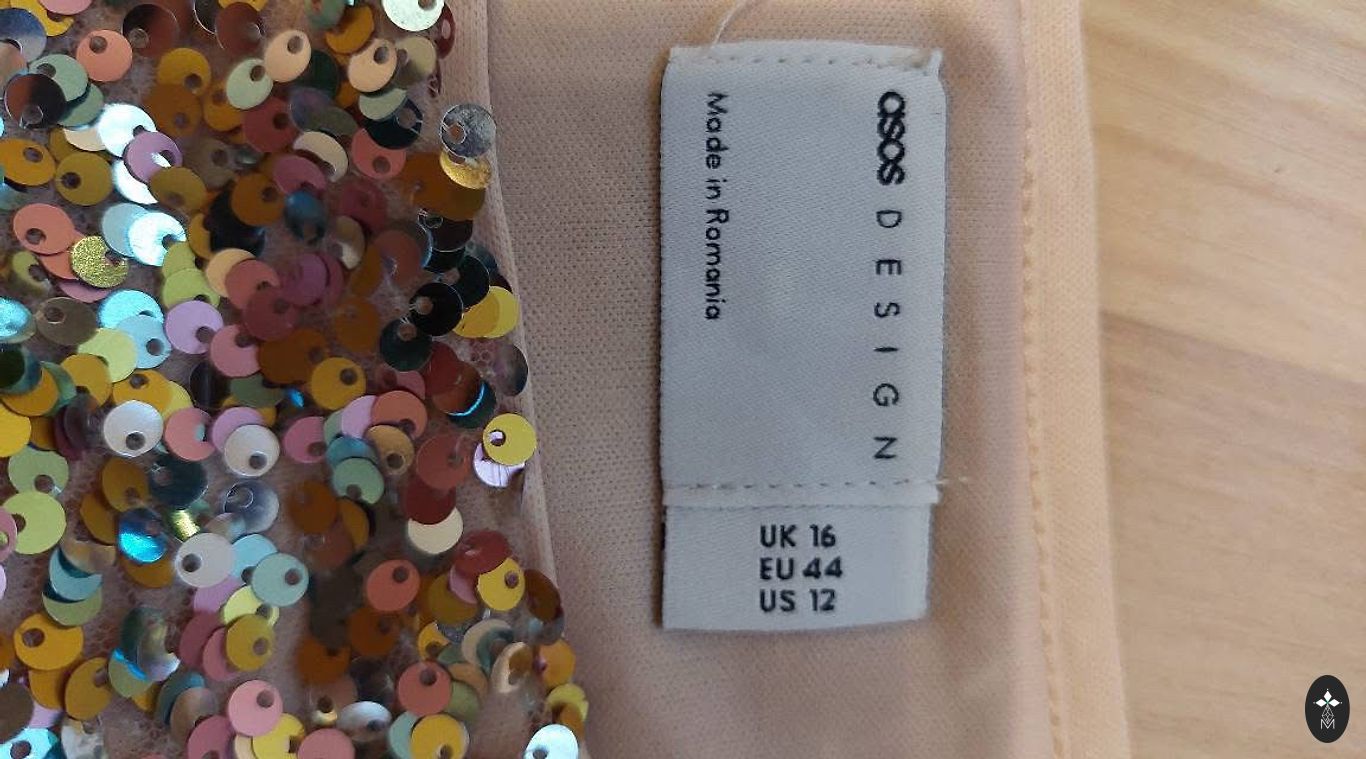 asos DESIGN
Made in Romania
UK 16
EU 44
US 12
M